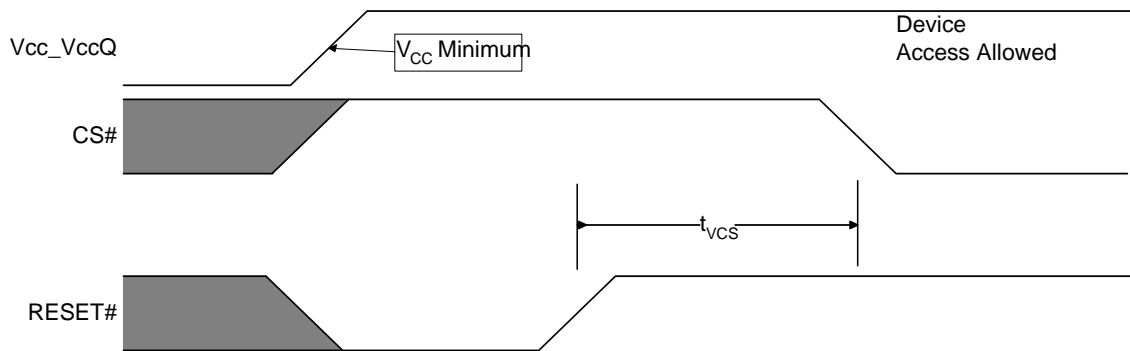 Vcc_VccQ
VCC Minimum
Device
Access Allowed
CS#
tVCS
RESET#